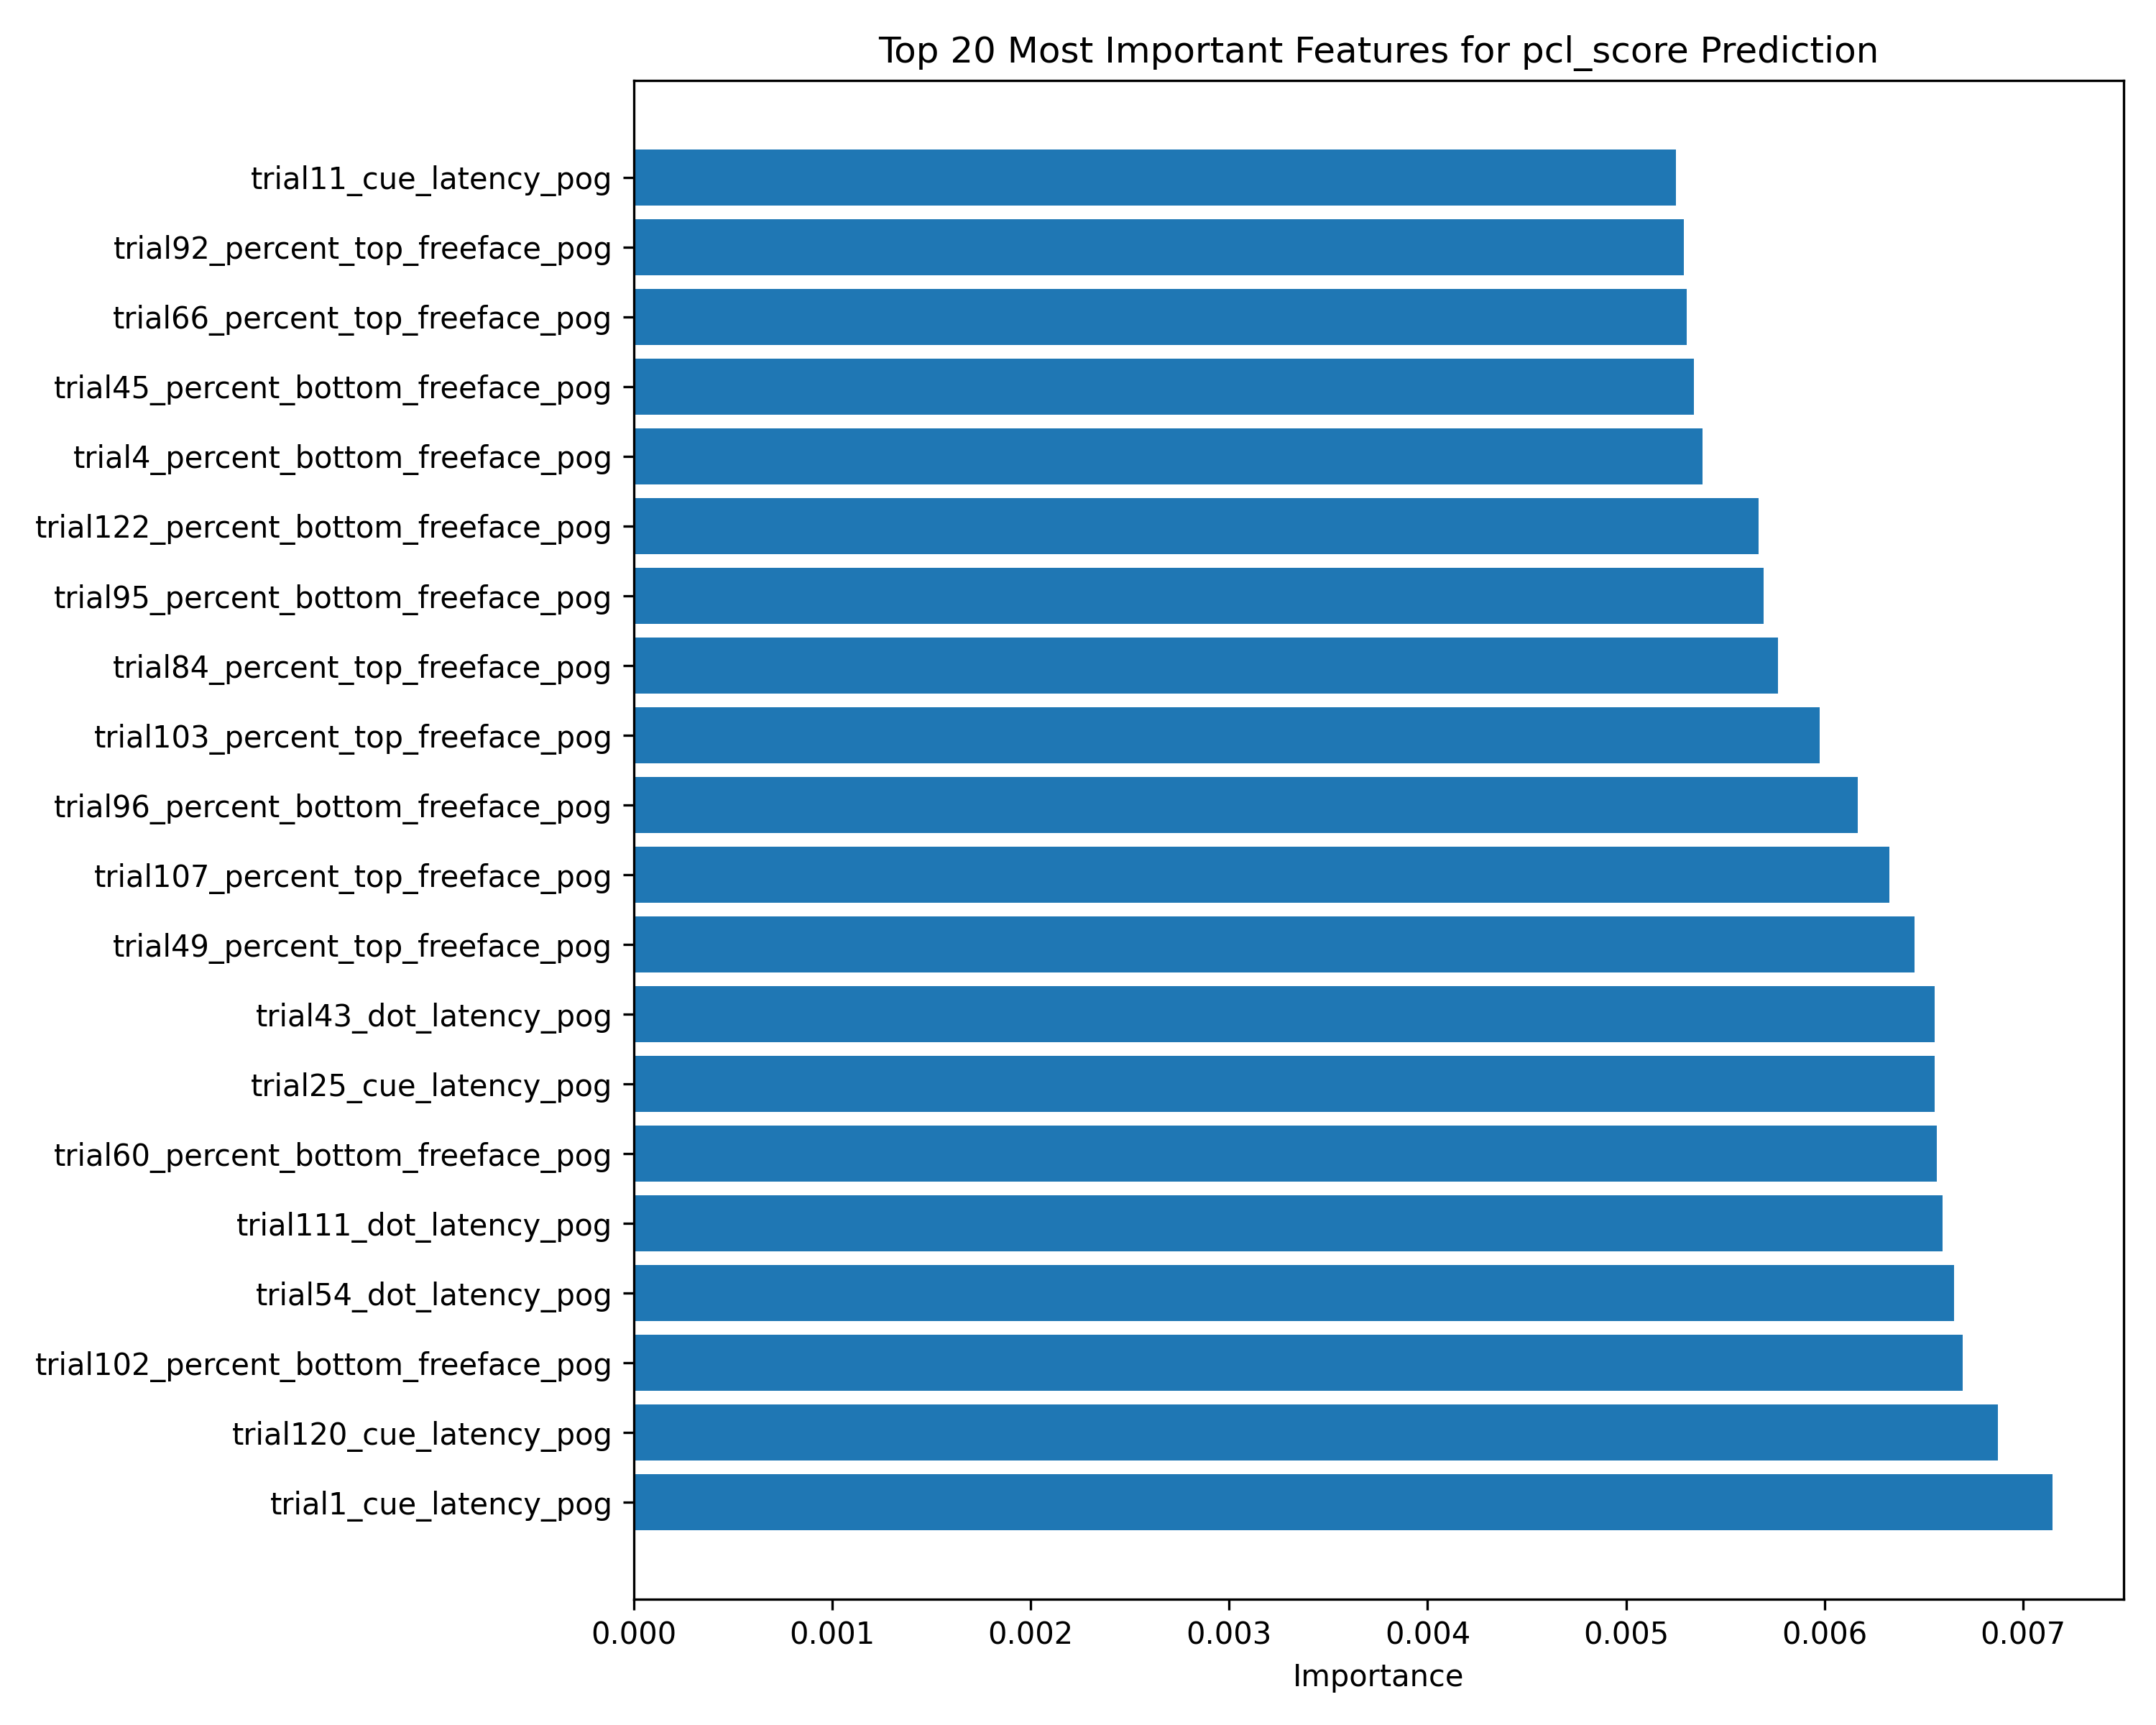 Top 20 Most Important Features for pcl_score Prediction
trial11_cue_latency_pog
trial92_percent_top_freeface_pog
trial66_percent_top_freeface_pog
trial45_percent_bottom_freeface_pog
trial4_percent_bottom_freeface_pog
trial122_percent_bottom_freeface_pog
trial95_percent_bottom_freeface_pog
trial84_percent_top_freeface_pog
trial103_percent_top_freeface_pog
trial96_percent_bottom_freeface_pog
trial107_percent_top_freeface_pog
trial49_percent_top_freeface_pog
trial43_dot_latency_pog
trial25_cue_latency_pog
trial60_percent_bottom_freeface_pog
trial111_dot_latency_pog
trial54_dot_latency_pog
trial102_percent_bottom_freeface_pog
trial120_cue_latency_pog
trial1_cue_latency_pog
0.000 0.001 0.002 0.003 0.004 0.005 0.006 0.007
Importance